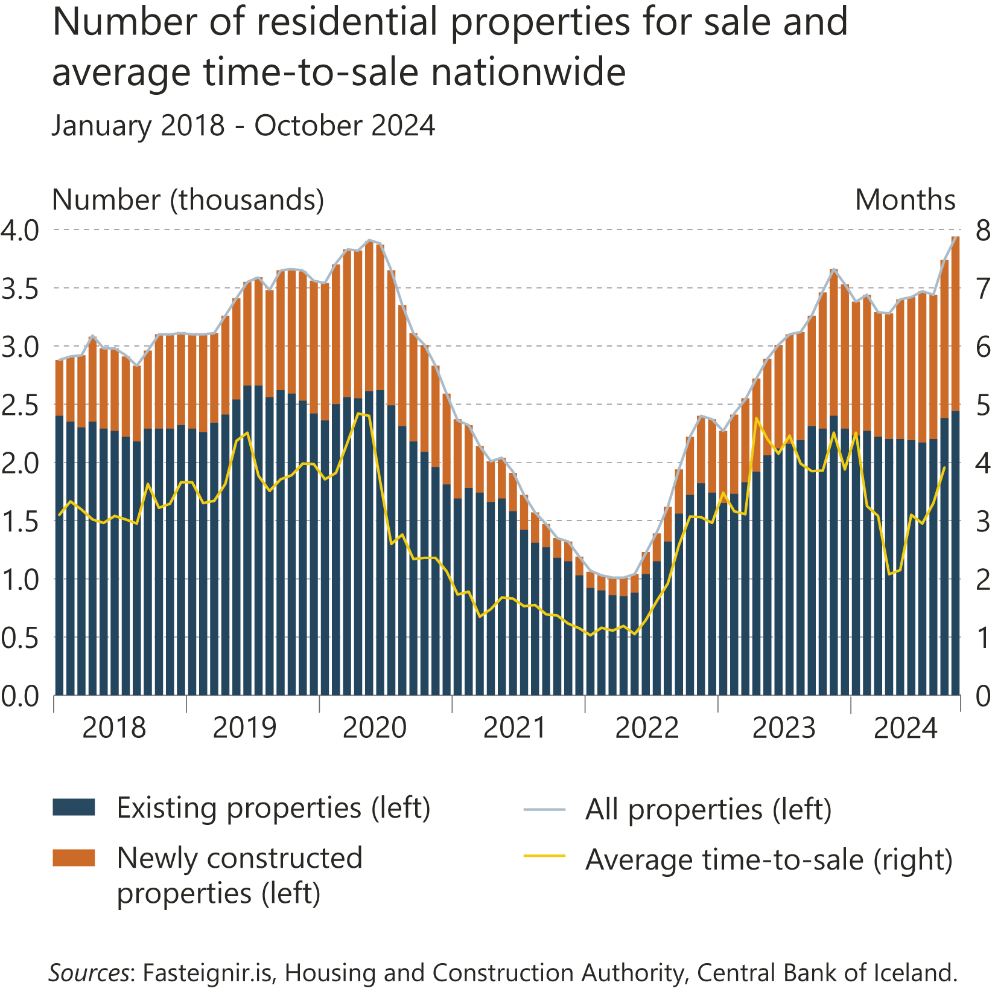 Number of residential properties for sale and
average time-to-sale nationwide
January 2018 - October 2024
Number (thousands)
Months
4.0
8
3.5
7
3.0
6
2.5
5
2.0
4
1.5
3
1.0
2
0.5
1
0.0
0
2018
2019
2020
2021
2022
2023
2024
Existing properties (left)
All properties (left)
Newly constructed
properties (left)
Average time-to-sale (right)
Sources: Fasteignir.is, Housing and Construction Authority, Central Bank of Iceland.